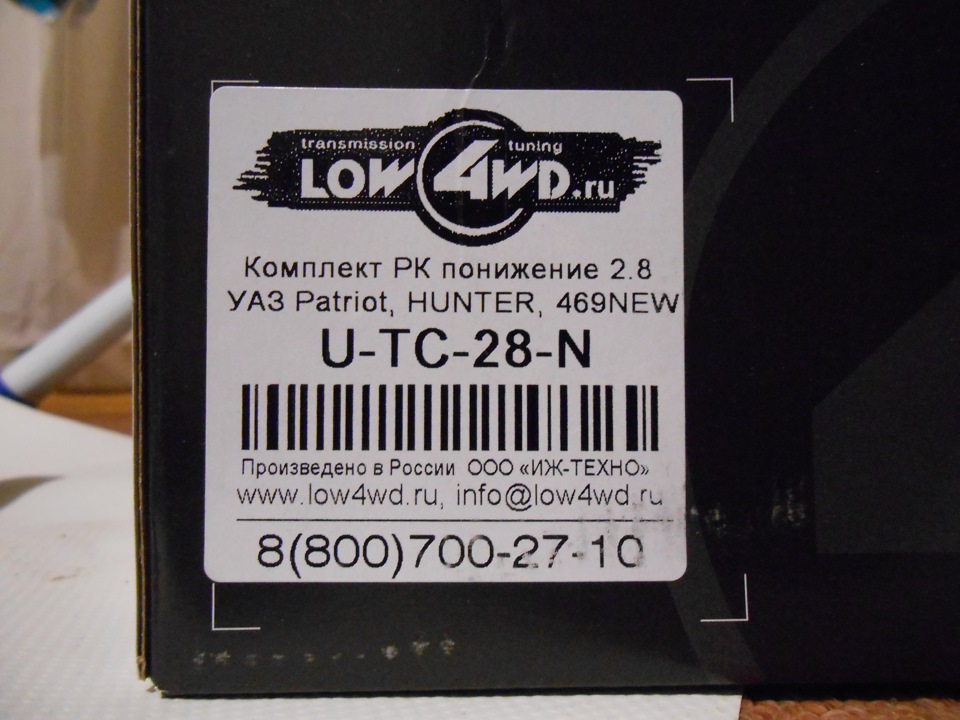 transmission tuning
LOW4WD.ru
Комплект РК понижение 2.8
УАЗ Patriot, HUNTER, 469NEW
U-TC-28-N
Произведено в России ООО «ИЖ-ТЕХНО»
www.low4wd.ru, info@low4wd.ru
8(800)700-27-10